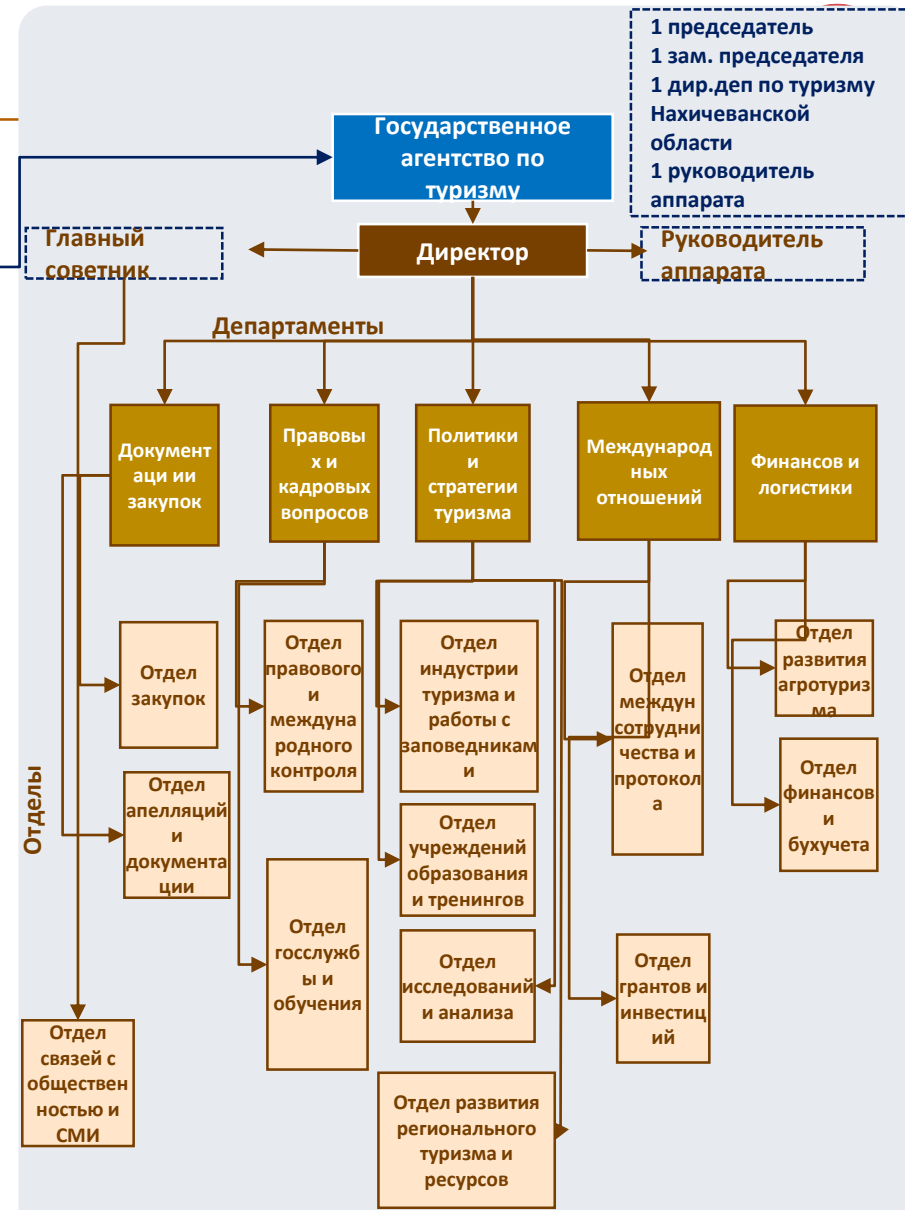 1 председатель
1 зам. председателя
1 дир.деп по туризму
Нахичеванской
области
1 руководитель
аппарата
Государственное
агентство по
туризму
Главный
советник
Директор
Руководитель
аппарата
Департаменты
Документ
аци ии
закупок
Правовы
х и
кадровых
вопросов
Политики
и
стратегии
туризма
Международ
ных
отношений
Финансов и
логистики
Отделы
Отдел
закупок
Отдел
апелляций
и
документа
ции
Отдел
связей с
обществен
ностью и
СМИ
Отдел
правового
и
междуна
родного
контроля
Отдел
госслужб
ы и
обучения
Отдел
индустрии
туризма и
работы с
заповедникам
и
Отдел
учреждений
образования
и тренингов
Отдел
исследований
и анализа
Отдел развития
регионального
туризма и
ресурсов
Отдел
междун
сотрудни
чества и
протокол
а
Отдел
грантов и
инвестиц
ий
Отдел
развития
агротуриз
ма
Отдел
финансов
и
бухучета